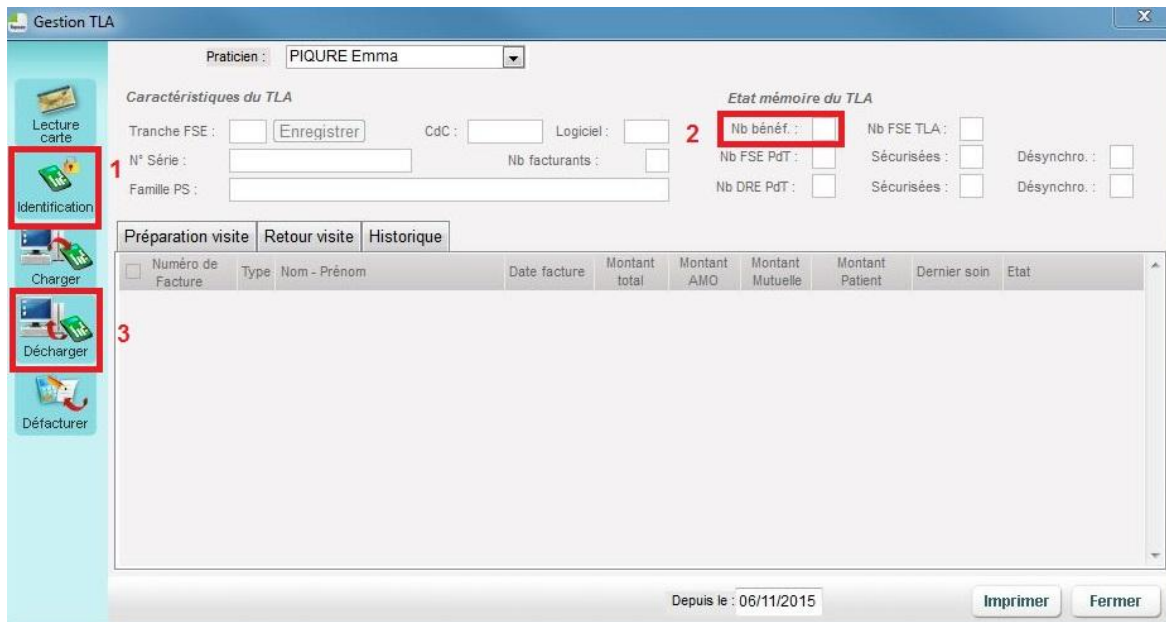 Gestion TLA
X
Praticien : PIQURE Emma
Caractéristiques du TLA
Etat mémoire du TLA
Lecture
carte
Tranche FSE : Enregistrer CdC : Logiciel :
2 Nb bénéf. : Nb FSE TLA :
1
N° Série : Nb facturants :
Nb FSE PdT : Sécurisées : Désynchro. :
Identification
Famille PS :
Nb DRE PdT : Sécurisées : Désynchro. :
Préparation visite Retour visite Historique
Numéro de
Facture
Type Nom - Prénom Date facture
Montant
total
Montant
AMO
Montant
Mutuelle
Montant
Patient
Dernier soin Etat
Charger
3
Décharger
Défacturer
Depuis le : 06/11/2015
Imprimer Fermer